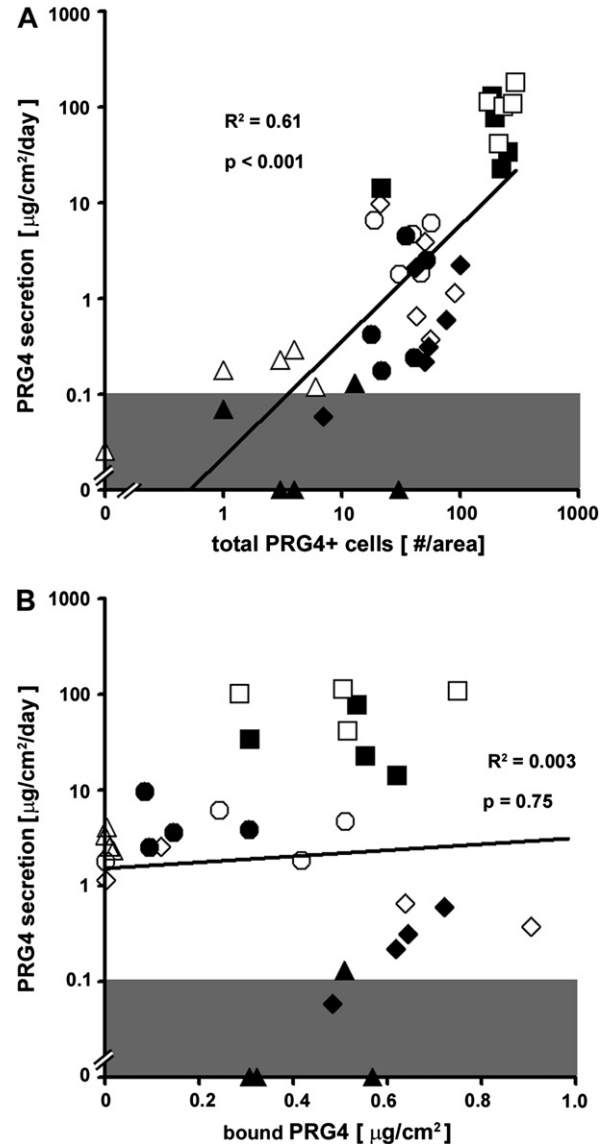 A
1000
100
10
1
0.1
0
PRG4 secretion [µg/cm²/day]
R² = 0.61
p < 0.001
0 1 10 100 1000
total PRG4+ cells [ #/area]
B
1000
100
10
1
0.1
0
PRG4 secretion [µg/cm²/day ]
R² = 0.003
p = 0.75
0 0.2 0.4 0.6 0.8 1.0
bound PRG4 [ µg/cm²]